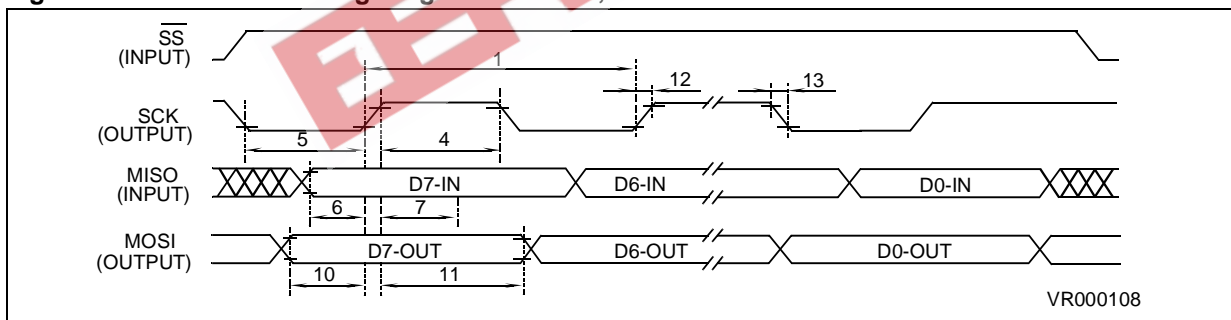 SS
(INPUT)
1
12
13
SCK
(OUTPUT)
5
4
MISO
(INPUT)
D7-IN
D6-IN
D0-IN
6
7
MOSI
(OUTPUT)
D7-OUT
D6-OUT
D0-OUT
10
11
VR000108